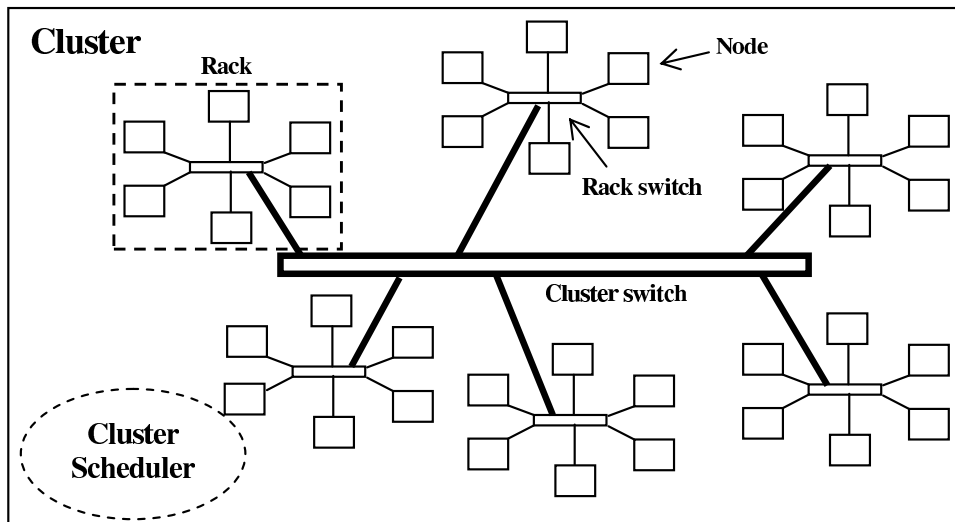 Cluster
Rack
Node
Rack switch
Cluster switch
Cluster
Scheduler